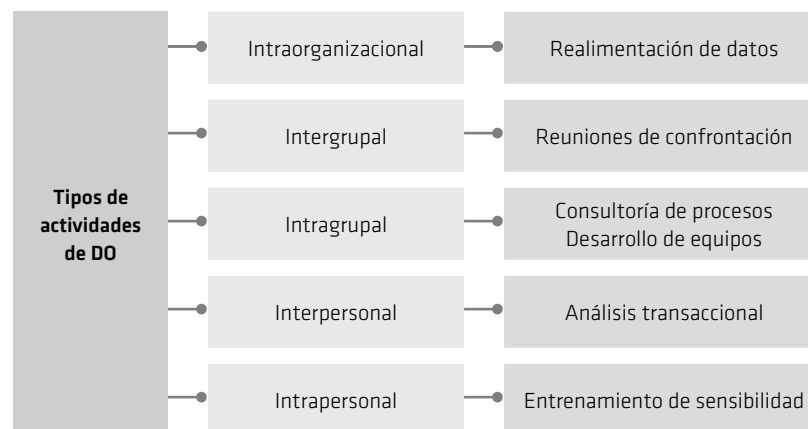 Tipos de
actividades
de DO
Intraorganizacional
Realimentación de datos
Intergrupal
Reuniones de confrontación
Intragrupal
Consultoría de procesos
Desarrollo de equipos
Interpersonal
Análisis transaccional
Intrapersonal
Entrenamiento de sensibilidad